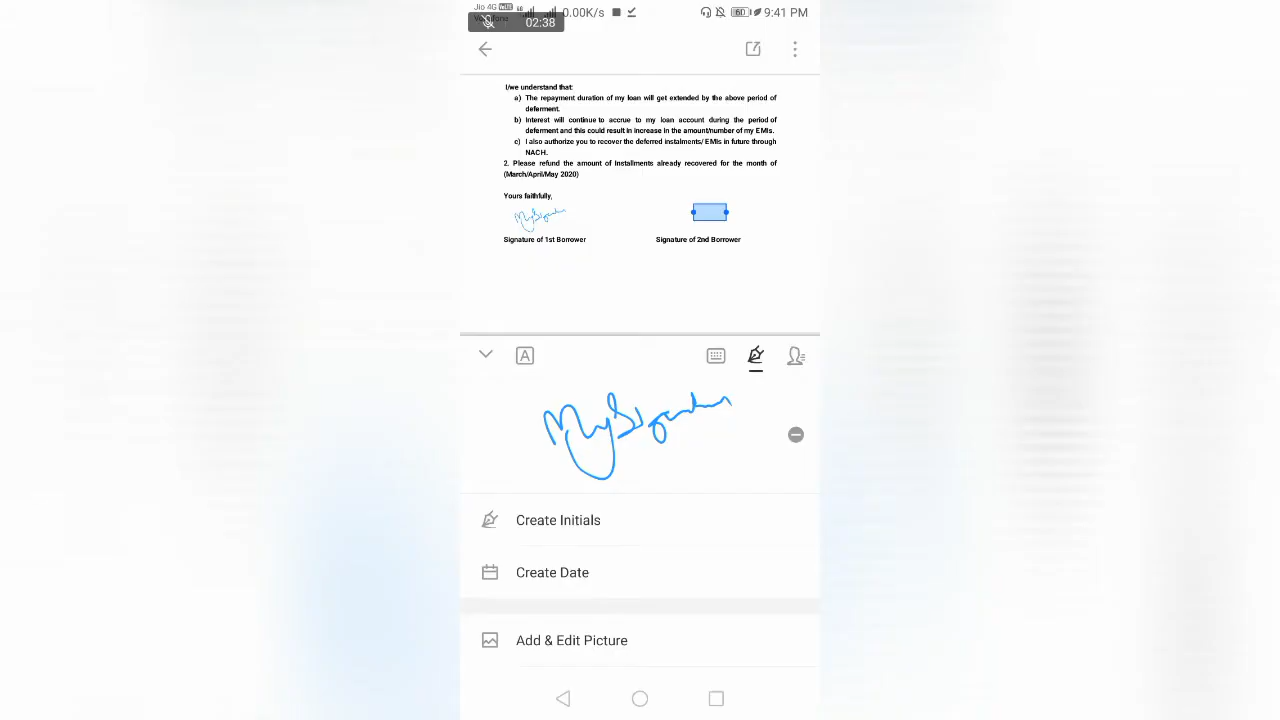 Jio 4G VoLTE
Vodafone
02:38
0.00K/s
60
9:41 PM
I/we understand that:
a) The repayment duration of my loan will get extended by the above period of
deferment.
b) Interest will continue to accrue to my loan account during the period of
deferment and this could result in increase in the amount/number of my EMIs.
c) I also authorize you to recover the deferred instalments/ EMIs in future through
NACH.
2. Please refund the amount of Installments already recovered for the month of
(March/April/May 2020)
Yours faithfully,
Signature of 1st Borrower
Signature of 2nd Borrower
A
Create Initials
Create Date
Add & Edit Picture